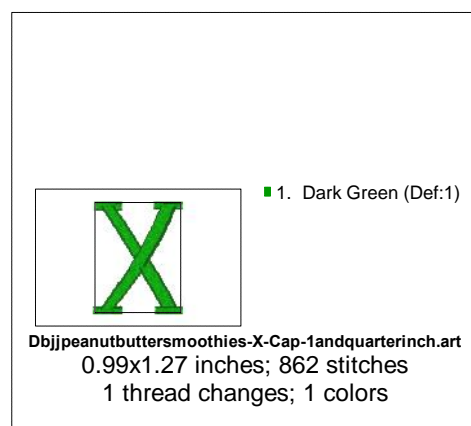 X
1. Dark Green (Def:1)
Dbjjpeanutbuttersmoothies-X-Cap-1andquarterinch.art
0.99x1.27 inches; 862 stitches
1 thread changes; 1 colors